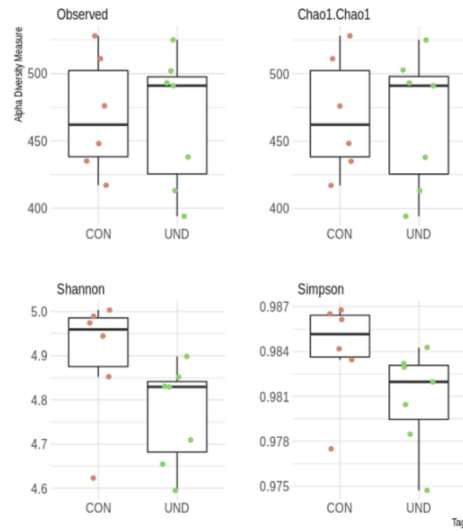 Observed
Chao1.Chao1
Alpha Diversity Measure
500
450
400
500
450
400
CON
UND
CON
UND
Shannon
Simpson
5.0
4.9
4.8
4.7
4.6
0.987
0.984
0.981
0.978
0.975
CON
UND
CON
UND